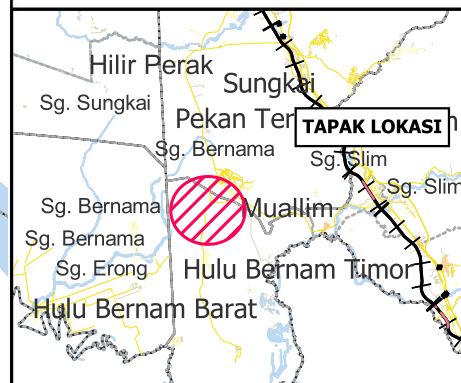 Hilir Perak
Sungkai
Sg. Sungkai
Pekan
TAPAK LOKASI
Sg. Bernama
Sg. Slim
Sg. Slim
Sg. Bernama
Muallim
Sg. Bernama
Sg. Erong
Hulu Bernam Timor
Hulu Bernam Barat